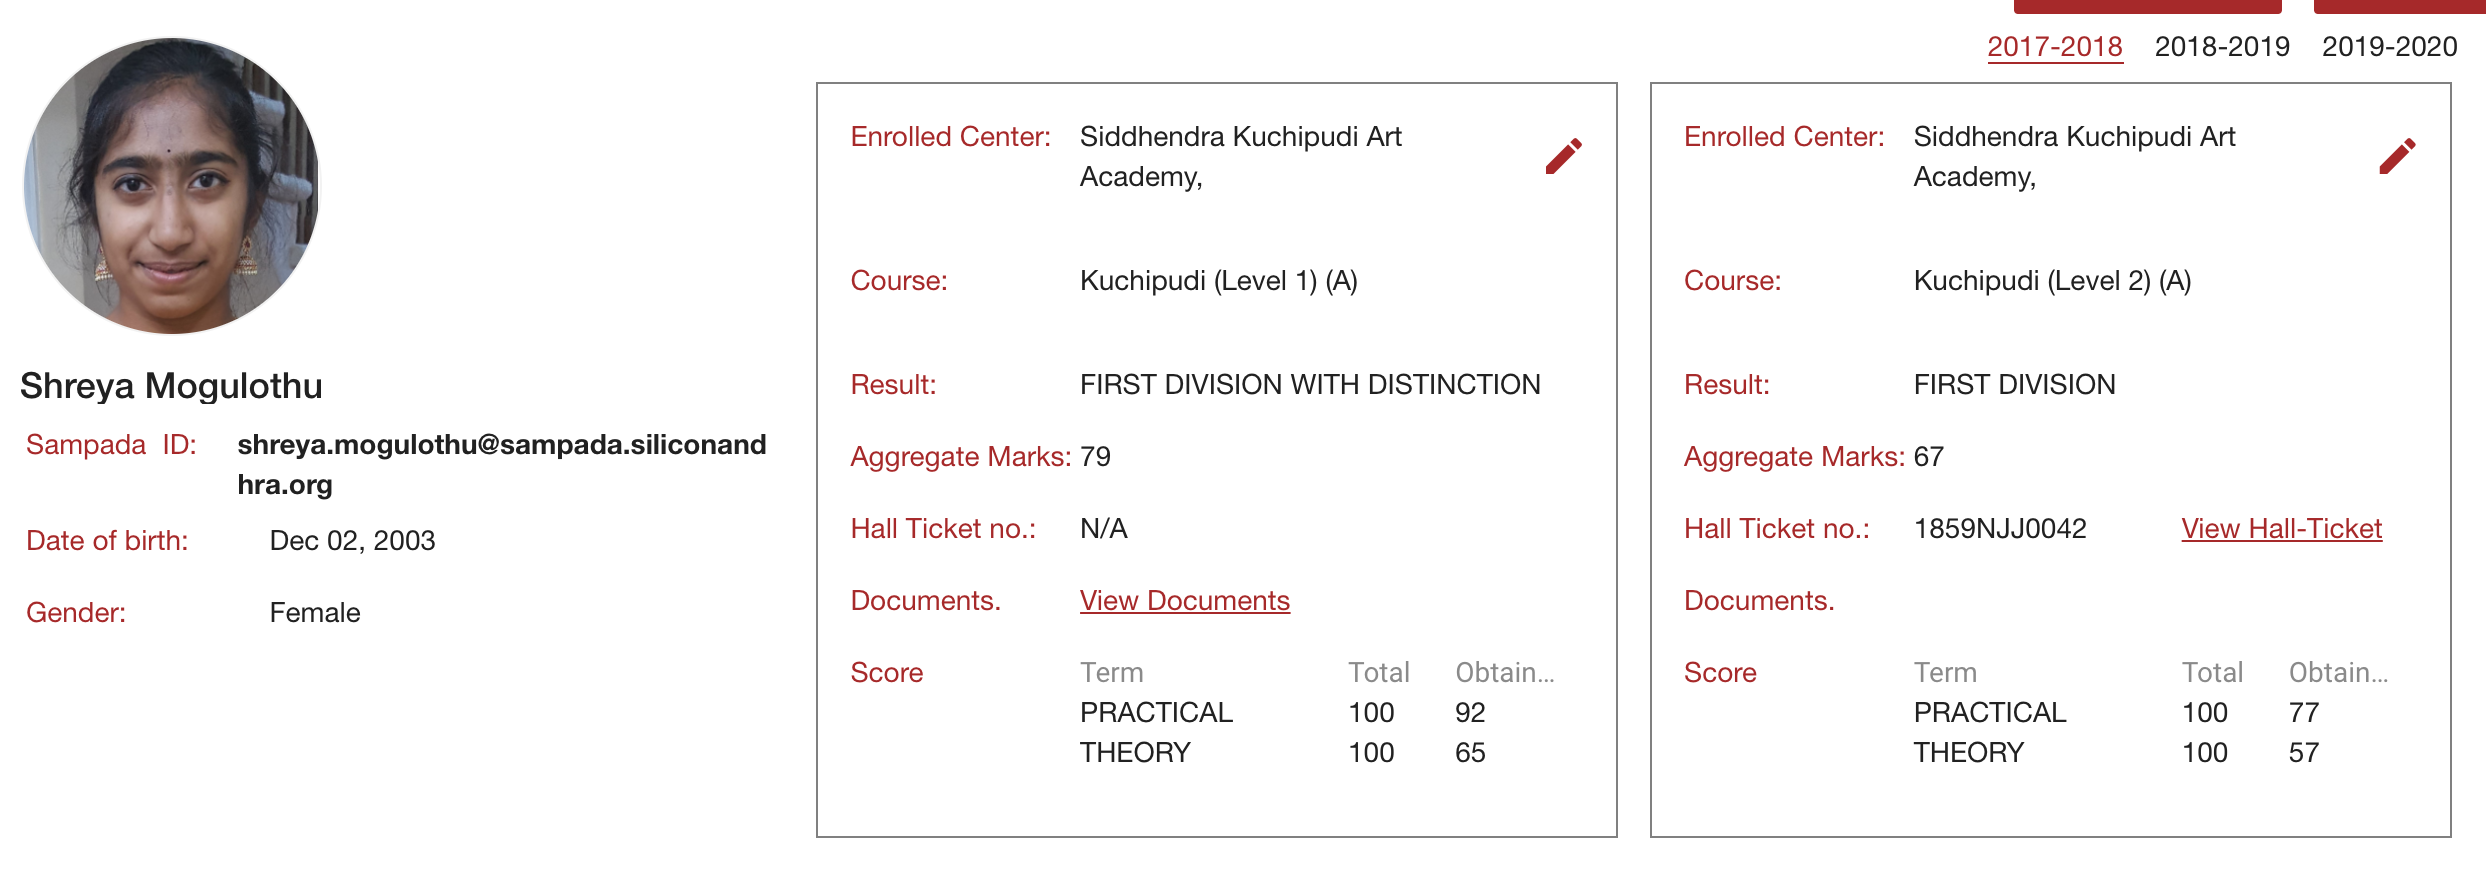 2017-2018 2018-2019 2019-2020
Shreya Mogulothu
Sampada ID: shreya.mogulothu@sampada.siliconand
hra.org
Date of birth: Dec 02, 2003
Gender: Female
Enrolled Center: Siddhendra Kuchipudi Art
Academy,
Course: Kuchipudi (Level 1) (A)
Result: FIRST DIVISION WITH DISTINCTION
Aggregate Marks: 79
Hall Ticket no.: N/A
Documents. View Documents
Score Term Total Obtain...
PRACTICAL 100 92
THEORY 100 65
Enrolled Center: Siddhendra Kuchipudi Art
Academy,
Course: Kuchipudi (Level 2) (A)
Result: FIRST DIVISION
Aggregate Marks: 67
Hall Ticket no.: 1859NJJ0042 View Hall-Ticket
Documents.
Score Term Total Obtain...
PRACTICAL 100 77
THEORY 100 57